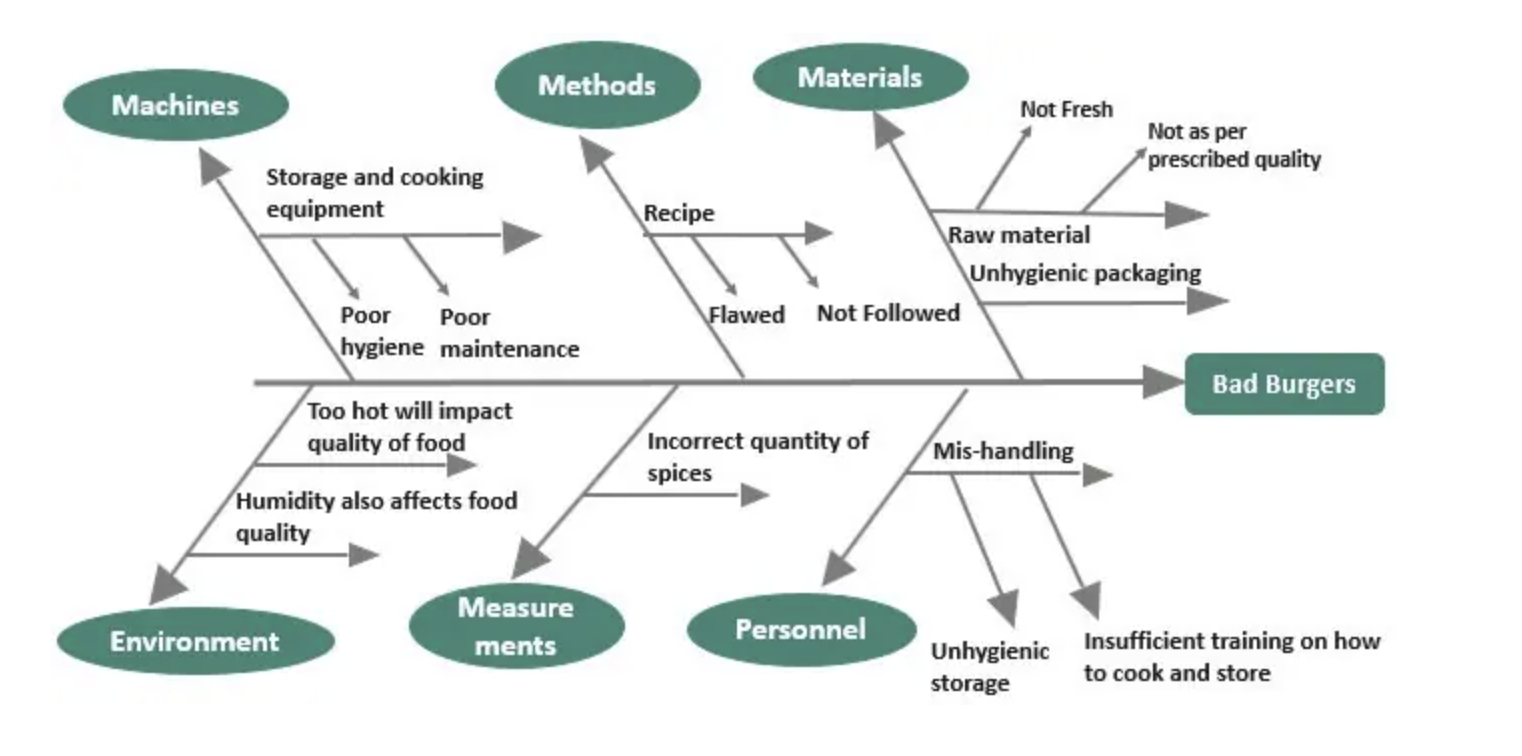 Machines
Methods
Materials
Storage and cooking
equipment
Poor
hygiene
Poor
maintenance
Recipe
Flawed
Not Followed
Not Fresh
Not as per
prescribed quality
Raw material
Unhygienic packaging
Bad Burgers
Too hot will impact
quality of food
Humidity also affects food
quality
Environment
Incorrect quantity of
spices
Measure
ments
Mis-handling
Personnel
Unhygienic
storage
Insufficient training on how
to cook and store